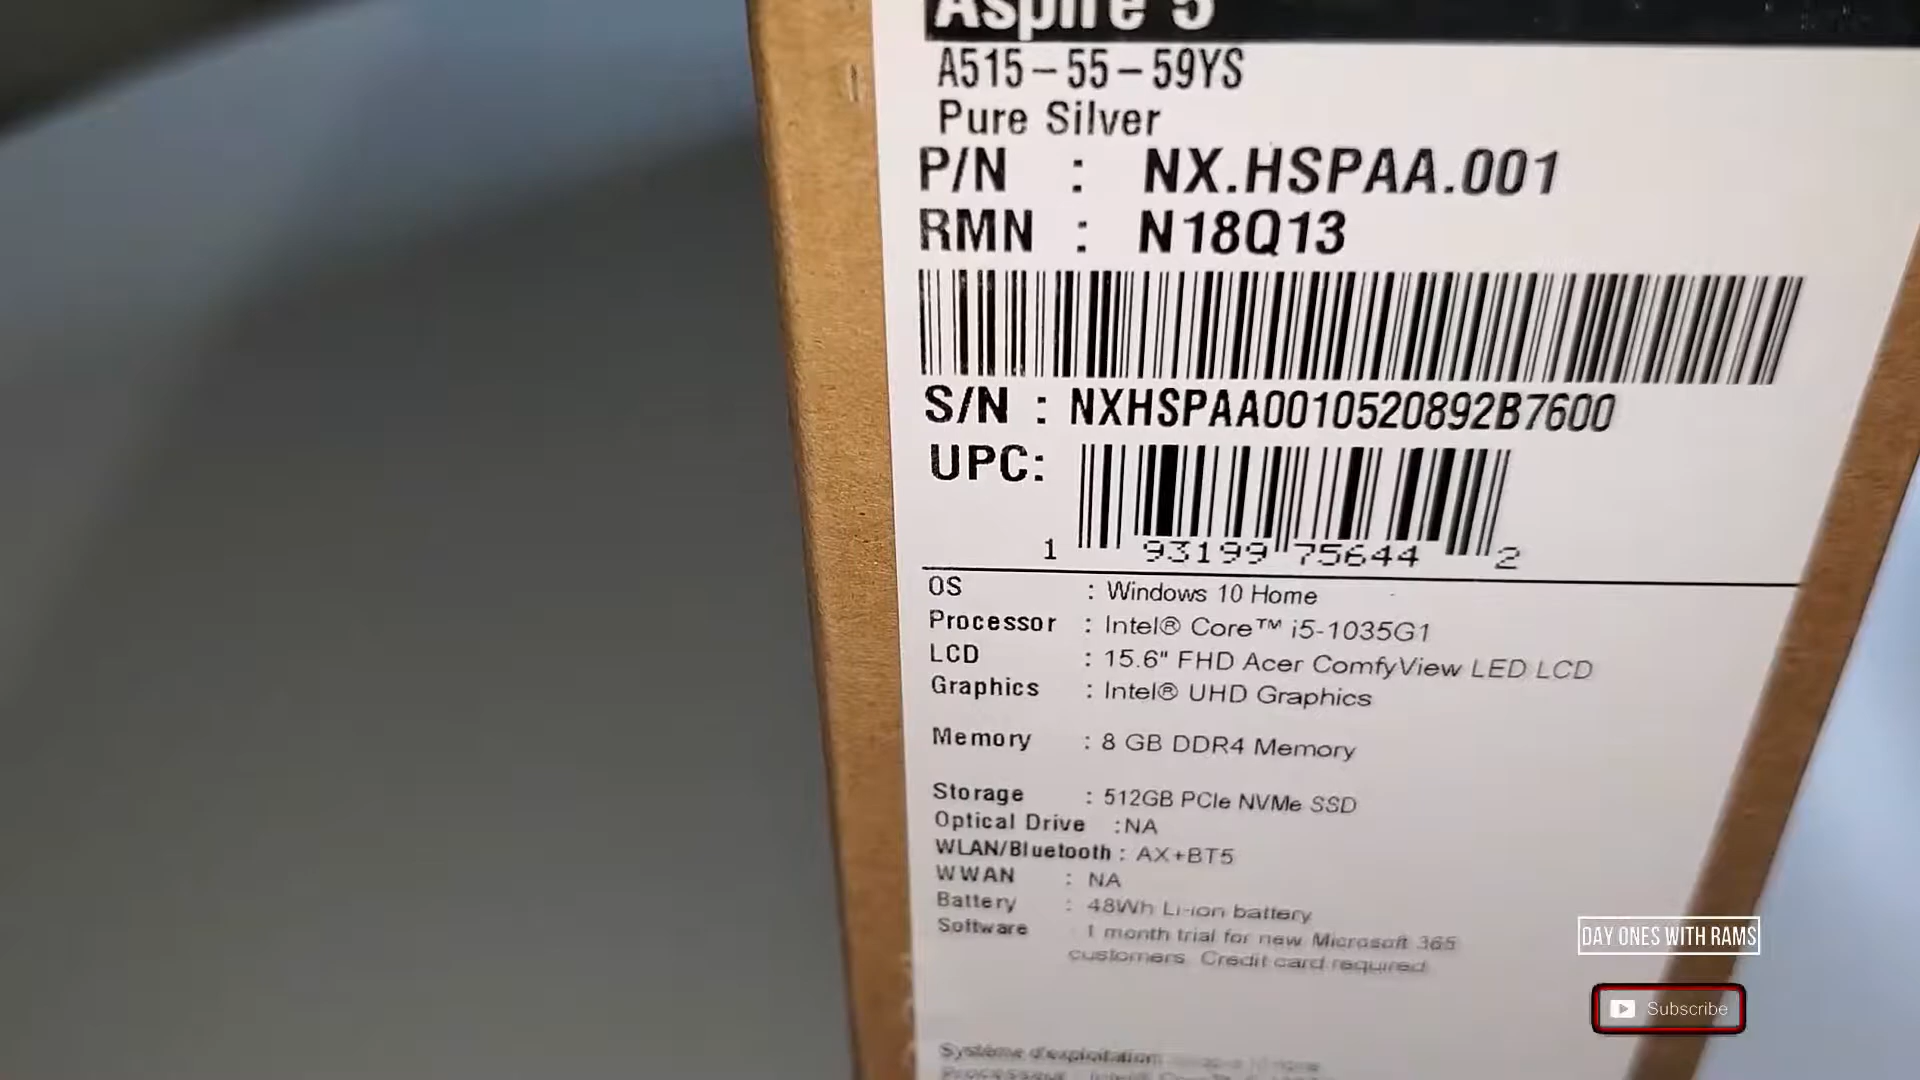 Aspire 5
A515-55-59YS
Pure Silver
P/N : NX.HSPAA.001
RMN : N18Q13
S/N : NXHSPAA0010520892B7600
UPC:
1 93199 75644 2
OS : Windows 10 Home
Processor : Intel® Core™ i5-1035G1
LCD : 15.6" FHD Acer ComfyView LED LCD
Graphics : Intel® UHD Graphics
Memory : 8 GB DDR4 Memory
Storage : 512GB PCIe NVMe SSD
Optical Drive :NA
WLAN/Bluetooth : AX+BT5
WWAN : NA
Battery : 48Wh Li-ion battery
Software : 1 month trial for new Microsoft 365
customers. Credit card required.
Système d'exploitation
DAY ONES WITH RAMS
Subscribe